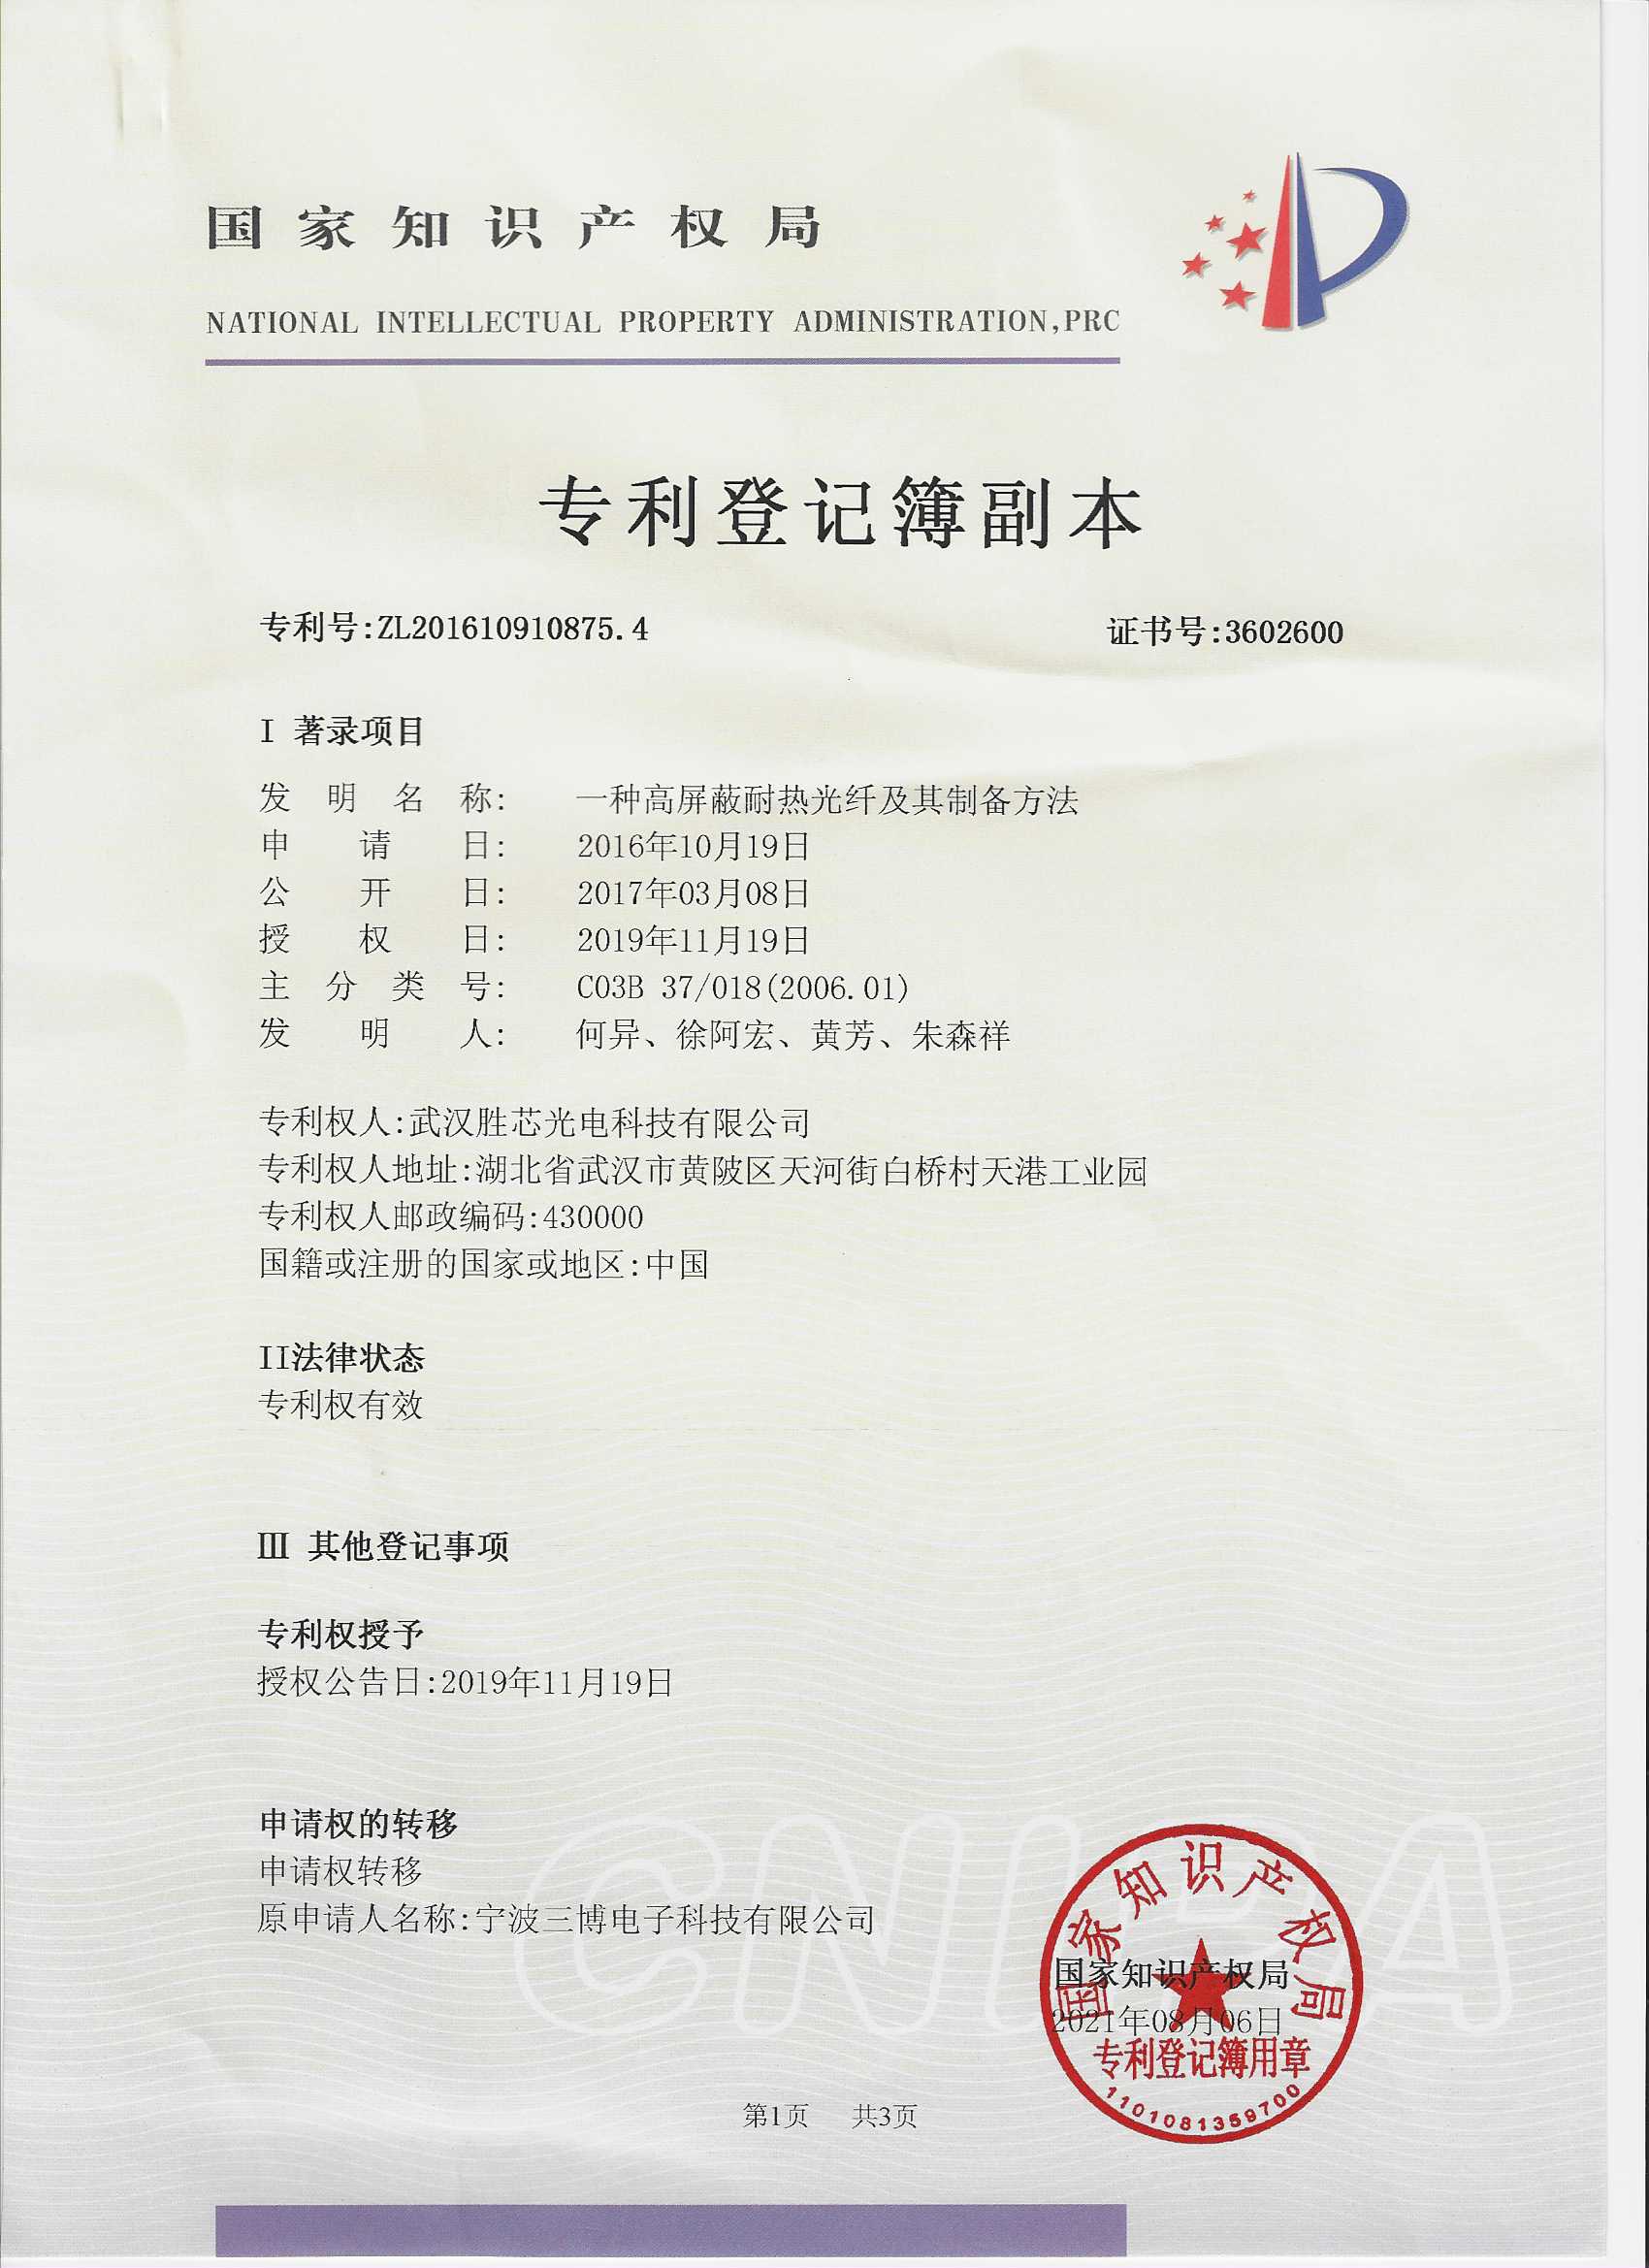 国家知识产权局
NATIONAL INTELLECTUAL PROPERTY ADMINISTRATION,PRC
专利登记簿副本
专利号:ZL201610910875.4 证书号:3602600
I 著录项目
发明名称: 一种高屏蔽耐热光纤及其制备方法
申请日: 2016年10月19日
公开日: 2017年03月08日
授权日: 2019年11月19日
主分类号: C03B 37/018(2006.01)
发明人: 何异、徐阿宏、黄芳、朱森祥
专利权人:武汉胜芯光电科技有限公司
专利权人地址:湖北省武汉市黄陂区天河街白桥村天港工业园
专利权人邮政编码:430000
国籍或注册的国家或地区:中国
II法律状态
专利权有效
III 其他登记事项
专利权授予
授权公告日:2019年11月19日
申请权的转移
申请权转移
原申请人名称:宁波三博电子科技有限公司
CNIPA
国家知识产权局
国家知识产权局
2021年08月06日
专利登记簿用章
1101081359700
第1页 共3页